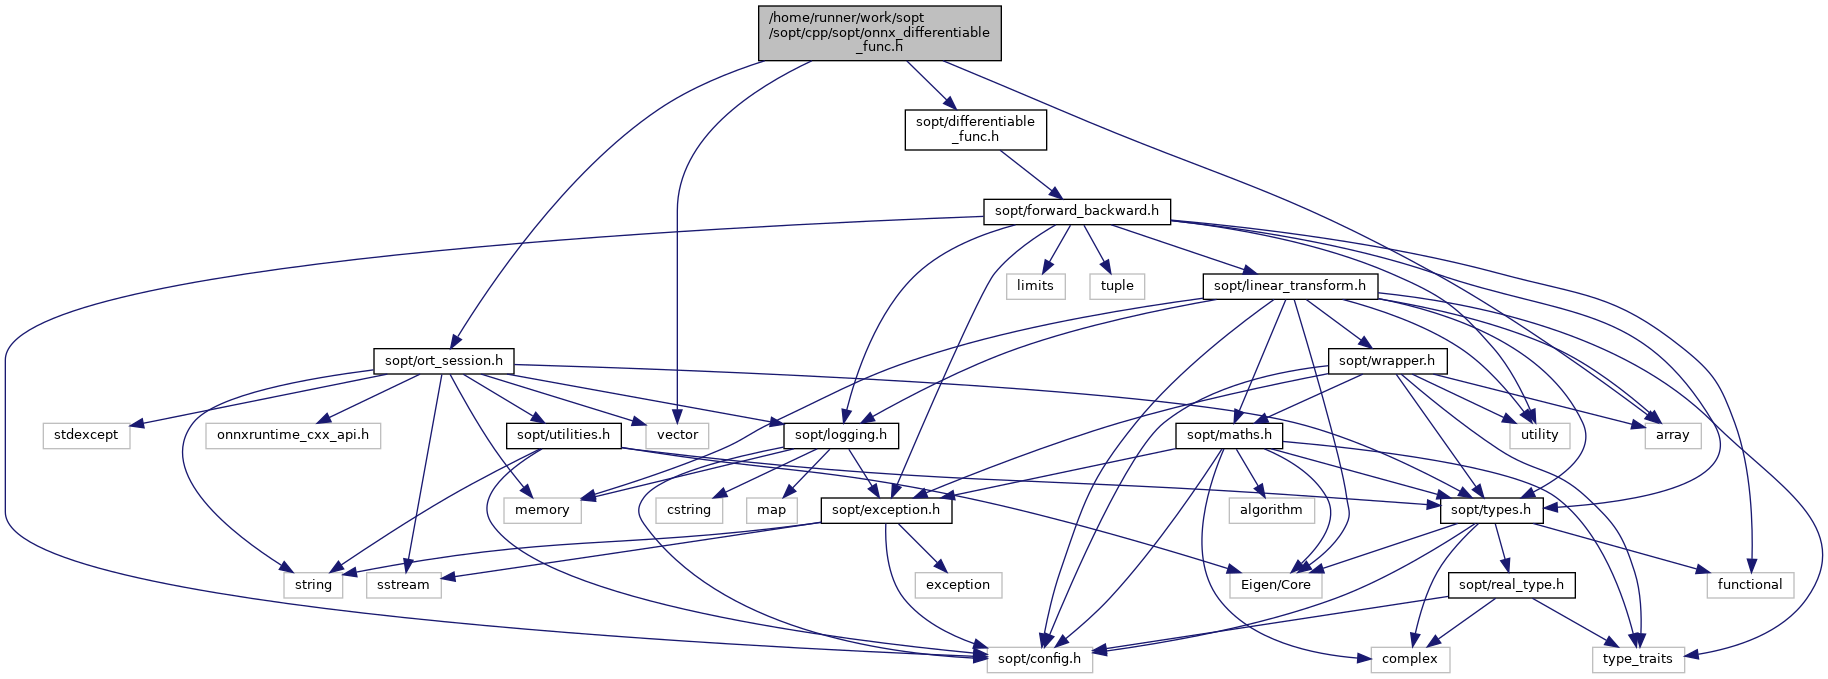 /home/runner/work/sopt
/sopt/cpp/sopt/onnx_differentiable
_func.h
sopt/differentiable
_func.h
sopt/forward_backward.h
limits
tuple
sopt/linear_transform.h
sopt/ort_session.h
sopt/wrapper.h
stdexcept
onnxruntime_cxx_api.h
sopt/utilities.h
vector
sopt/logging.h
sopt/maths.h
utility
array
memory
cstring
map
sopt/exception.h
algorithm
sopt/types.h
string
sstream
exception
Eigen/Core
sopt/real_type.h
functional
sopt/config.h
complex
type_traits